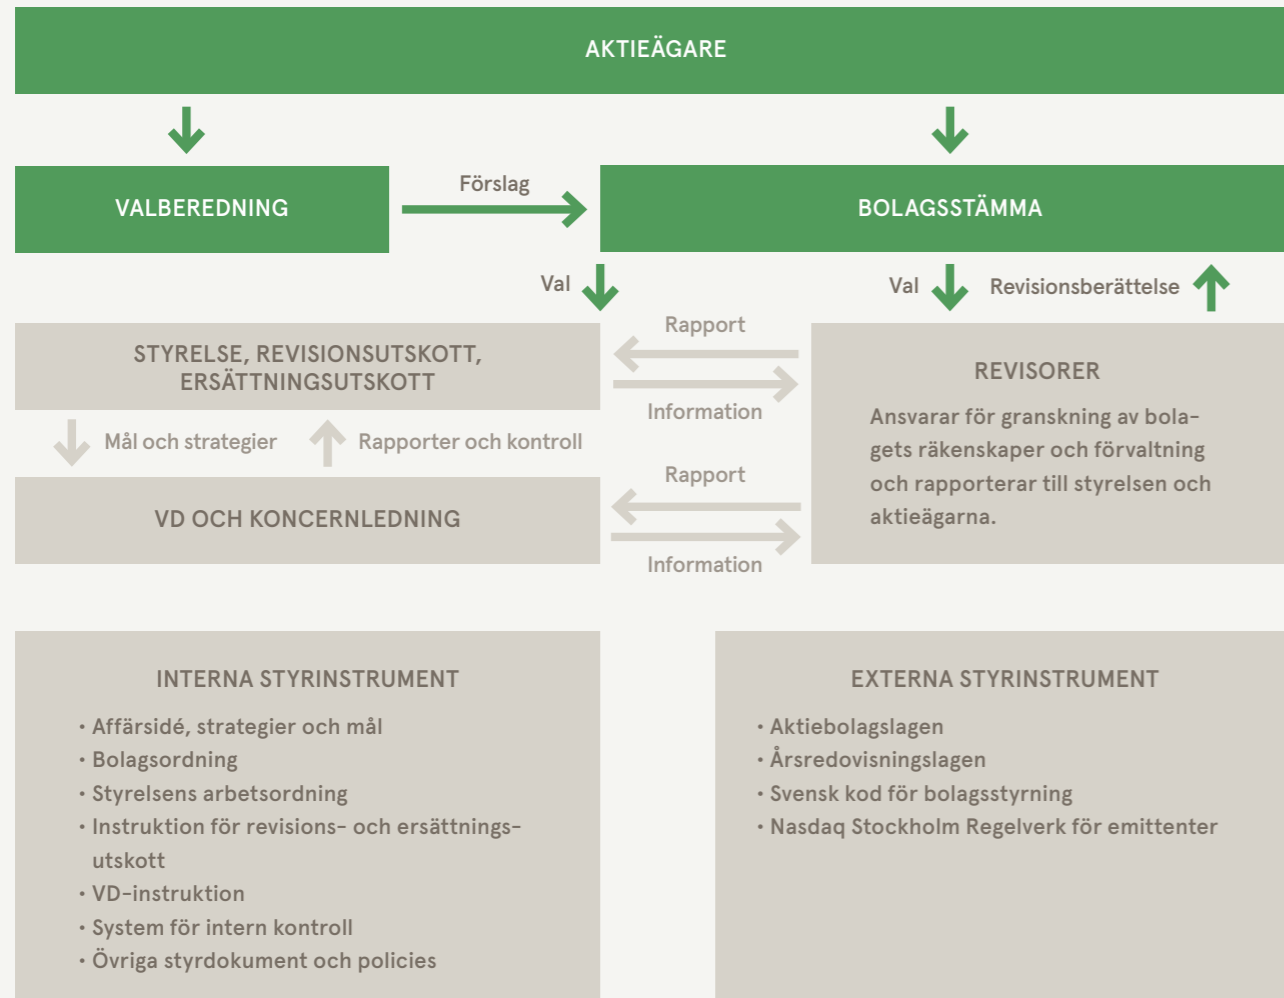 AKTIEÄGARE
VALBEREDNING
Förslag
BOLAGSSTÄMMA
Val
Val
Revisionsberättelse
STYRELSE, REVISIONSUTSKOTT,
ERSÄTTNINGSUTSKOTT
Rapport
Information
Mål och strategier
Rapporter och kontroll
VD OCH KONCERNLEDNING
Rapport
Information
REVISORER
Ansvarar för granskning av bola-
gets räkenskaper och förvaltning
och rapporterar till styrelsen och
aktieägarna.
INTERNA STYRINSTRUMENT
• Affärsidé, strategier och mål
• Bolagsordning
• Styrelsens arbetsordning
• Instruktion för revisions- och ersättnings-
utskott
• VD-instruktion
• System för intern kontroll
• Övriga styrdokument och policies
EXTERNA STYRINSTRUMENT
• Aktiebolagslagen
• Årsredovisningslagen
• Svensk kod för bolagsstyrning
• Nasdaq Stockholm Regelverk för emittenter